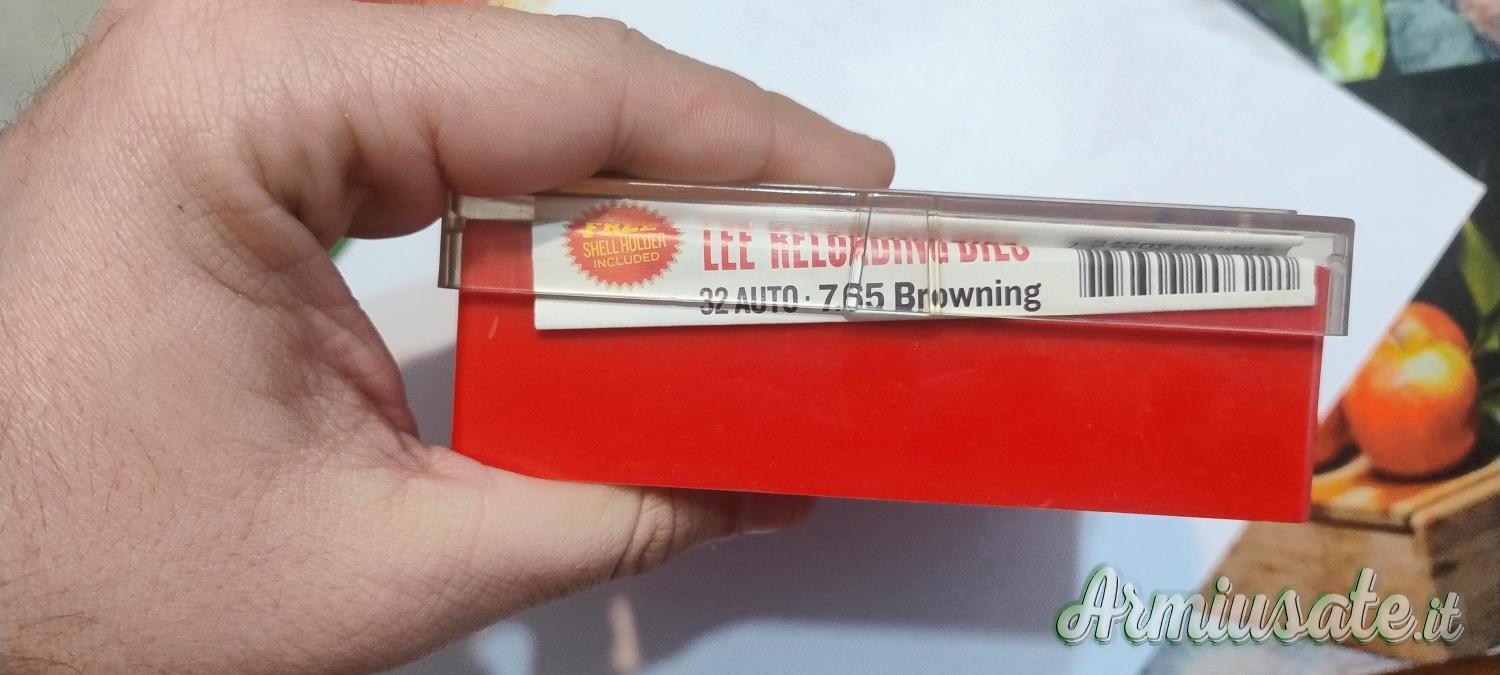 FREE
SHELL HOLDER
INCLUDED
LEE RELOADING DIES
32 AUTO · 7.65 Browning
Armiusate.it